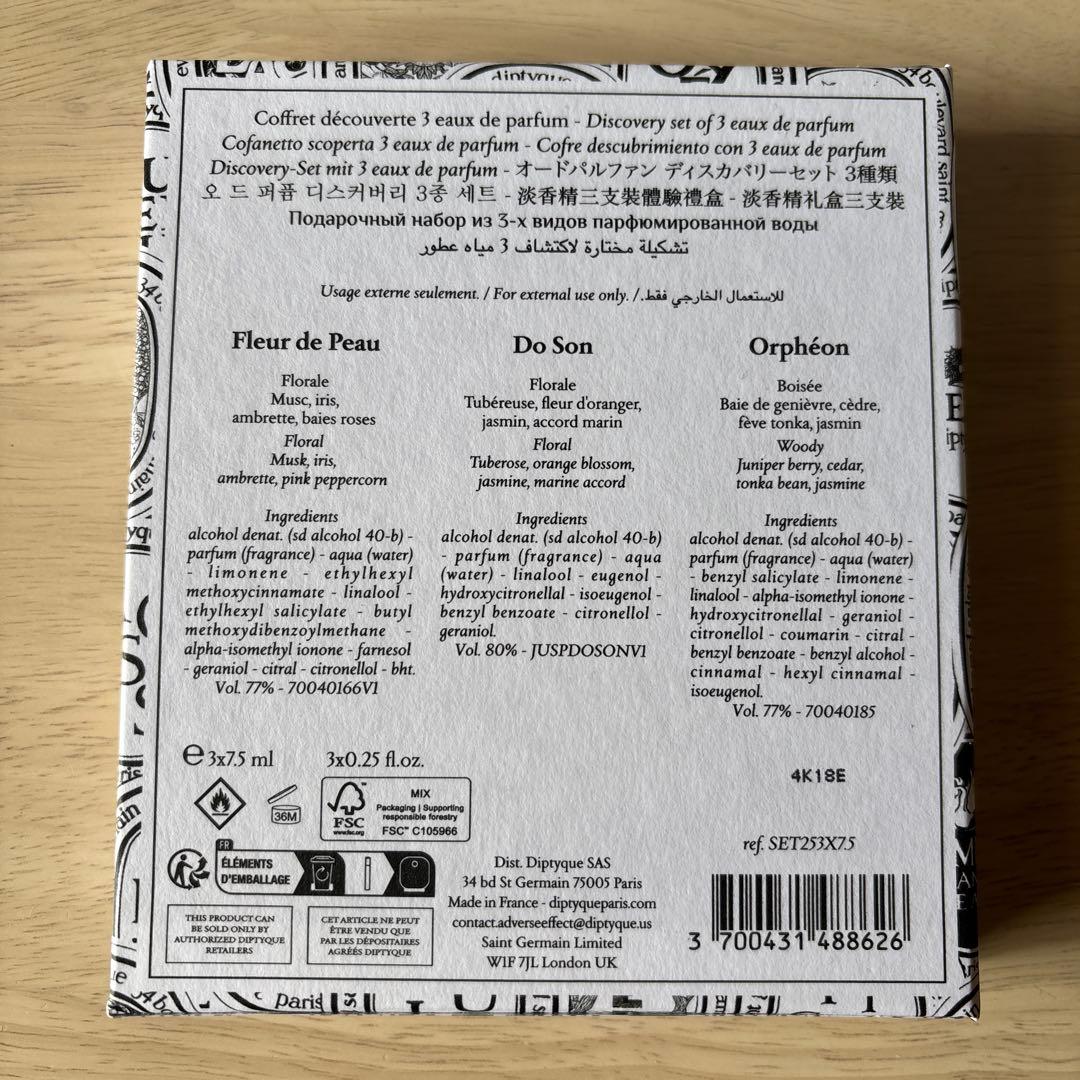 diptyque
Coffret découverte 3 eaux de parfum - Discovery set of 3 eaux de parfum
Cofanetto scoperta 3 eaux de parfum - Cofre descubrimiento con 3 eaux de parfum
Discovery-Set mit 3 eaux de parfum - オードパルファン ディスカバリーセット 3種類
오 드 퍼퓸 디스커버리 3종 세트 - 淡香精三支裝體驗禮盒 - 淡香精礼盒三支装
Подарочный набор из 3-х видов парфюмированной воды
تشكيلة مختارة لاكتشاف 3 مياه عطور
Usage externe seulement. / For external use only. / للاستعمال الخارجي فقط.
Fleur de Peau
Florale
Musc, iris,
ambrette, baies roses
Floral
Musk, iris,
ambrette, pink peppercorn
Ingredients
alcohol denat. (sd alcohol 40-b) -
parfum (fragrance) - aqua (water)
- limonene - ethylhexyl
methoxycinnamate - linalool -
ethylhexyl salicylate - butyl
methoxydibenzoylmethane -
alpha-isomethyl ionone - farnesol
- geraniol - citral - citronellol - bht.
Vol. 77% - 70040166V1
Do Son
Florale
Tubéreuse, fleur d'oranger,
jasmin, accord marin
Floral
Tuberose, orange blossom,
jasmine, marine accord
Ingredients
alcohol denat. (sd alcohol 40-b)
- parfum (fragrance) - aqua
(water) - linalool - eugenol -
hydroxycitronellal - isoeugenol -
benzyl benzoate - citronellol -
geraniol.
Vol. 80% - JUSPDOSONV1
Orphéon
Boisée
Baie de genièvre, cèdre,
fève tonka, jasmin
Woody
Juniper berry, cedar,
tonka bean, jasmine
Ingredients
alcohol denat. (sd alcohol 40-b) -
parfum (fragrance) - aqua (water)
- benzyl salicylate - limonene -
linalool - alpha-isomethyl ionone -
hydroxycitronellal - geraniol -
citronellol - coumarin - citral -
benzyl benzoate - benzyl alcohol -
cinnamal - hexyl cinnamal -
isoeugenol.
Vol. 77% - 70040185
℮ 3x7.5 ml 3x0.25 fl.oz.
36M
FSC
www.fsc.org
MIX
Packaging | Supporting
responsible forestry
FSC™ C105966
4K18E
FR
ÉLÉMENTS
D'EMBALLAGE
THIS PRODUCT CAN
BE SOLD ONLY BY
AUTHORIZED DIPTYQUE
RETAILERS
CET ARTICLE NE PEUT
ÊTRE VENDU QUE
PAR LES DÉPOSITAIRES
AGRÉÉS DIPTYQUE
Dist. Diptyque SAS
34 bd St Germain 75005 Paris
Made in France - diptyqueparis.com
contact.adverseeffect@diptyque.us
Saint Germain Limited
W1F 7JL London UK
ref. SET253X7.5
3 700431 488626
paris